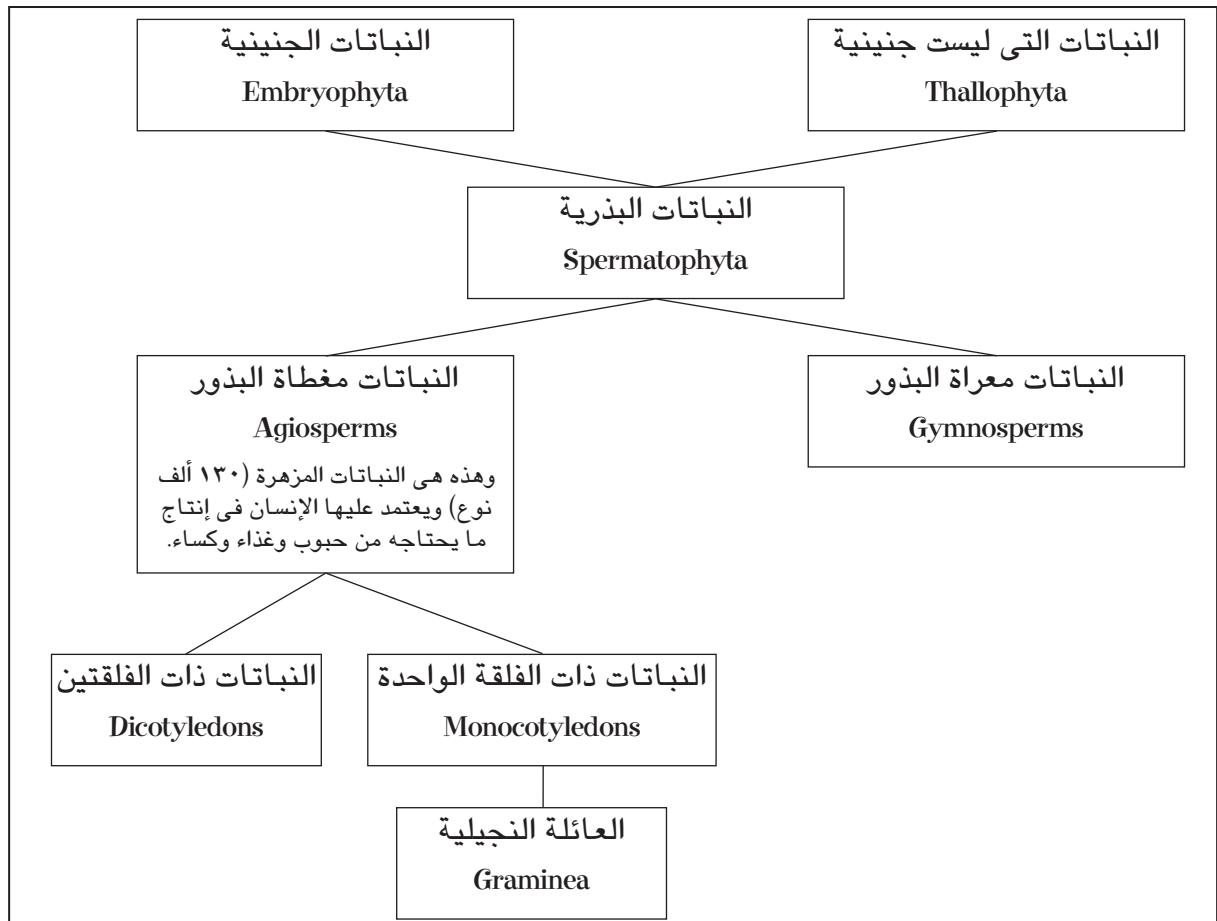 النباتات التى ليست جنينية
Thallophyta
النباتات الجنينية
Embryophyta
النباتات البذرية
Spermatophyta
النباتات معراة البذور
Gymnosperms
النباتات مغطاة البذور
Agiosperms
وهذه هى النباتات المزهرة (١٣٠ ألف
نوع) ويعتمد عليها الإنسان فى إنتاج
ما يحتاجه من حبوب وغذاء وكساء.
النباتات ذات الفلقة الواحدة
Monocotyledons
النباتات ذات الفلقتين
Dicotyledons
العائلة النجيلية
Graminea